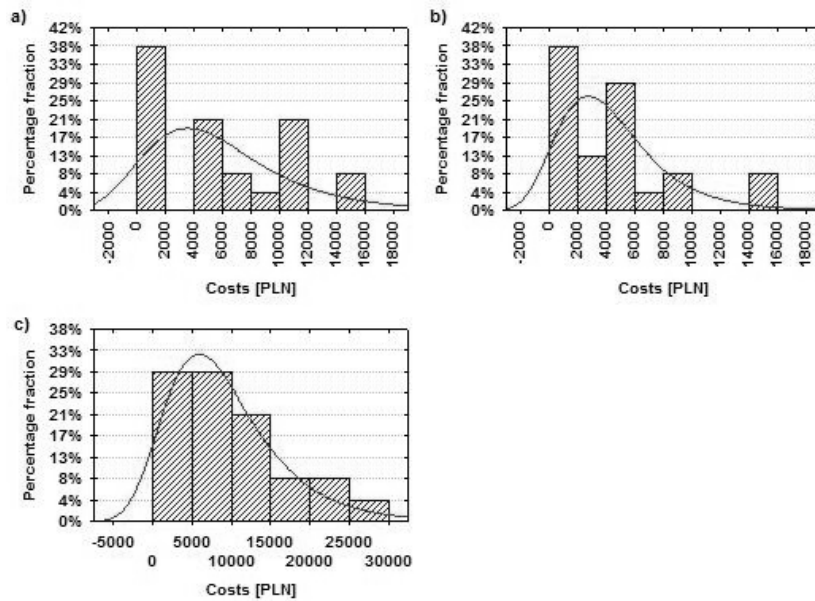 a)
42%
38%
33%
29%
25%
21%
17%
13%
8%
4%
0%
Percentage fraction
-2000 0 2000 4000 6000 8000 10000 12000 14000 16000 18000
Costs [PLN]
b)
42%
38%
33%
29%
25%
21%
17%
13%
8%
4%
0%
Percentage fraction
-2000 0 2000 4000 6000 8000 10000 12000 14000 16000 18000
Costs [PLN]
c)
38%
33%
29%
25%
21%
17%
13%
8%
4%
0%
Percentage fraction
-5000 5000 15000 25000
0 10000 20000 30000
Costs [PLN]